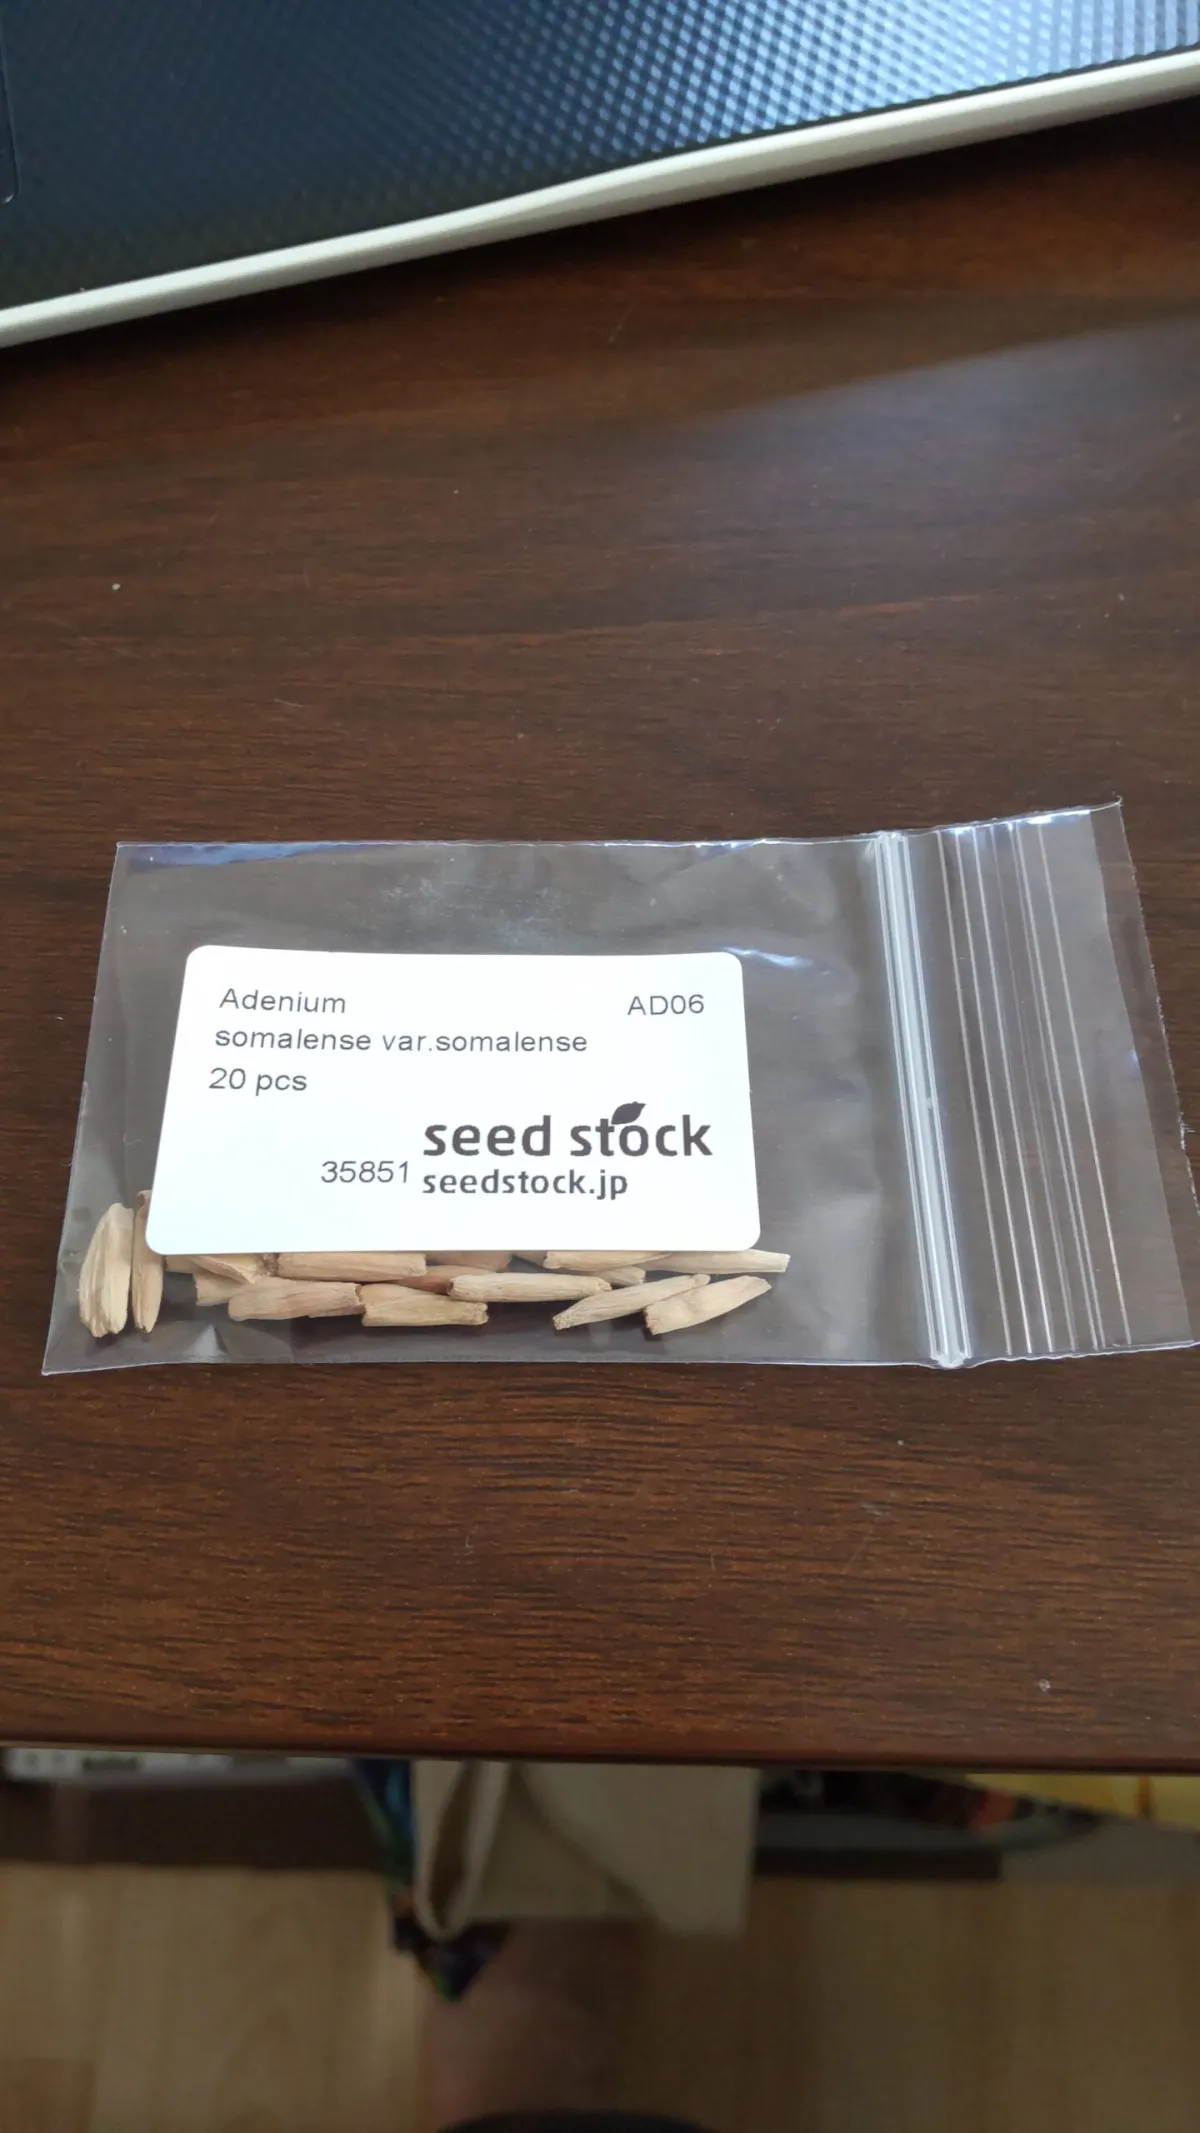 Adenium AD06
somalense var.somalense
20 pcs
seed stock
35851 seedstock.jp